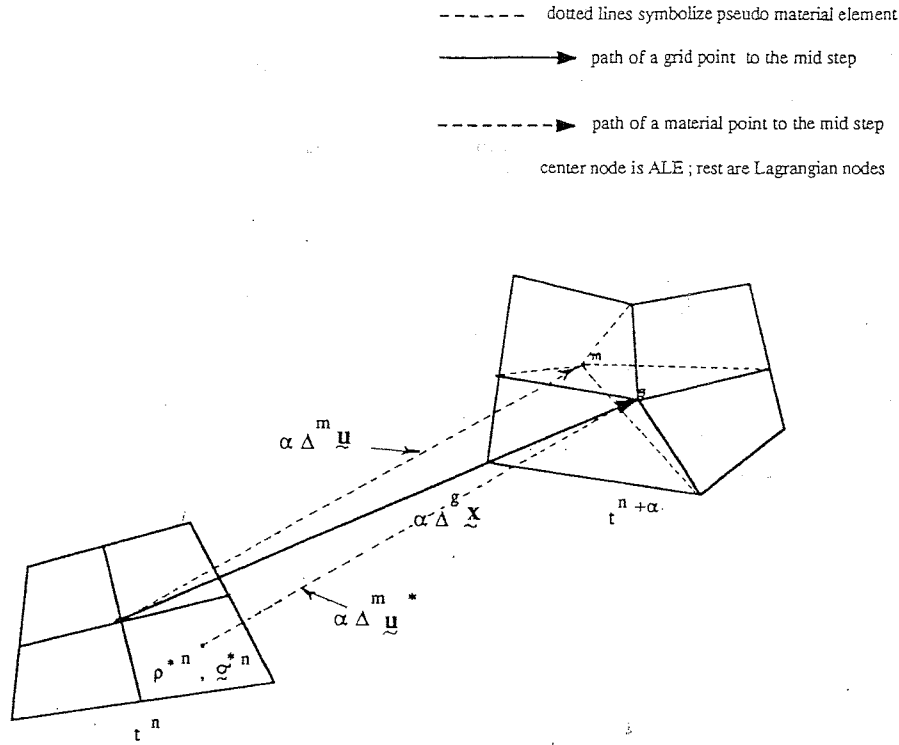 dotted lines symbolize pseudo material element
path of a grid point to the mid step
path of a material point to the mid step
center node is ALE ; rest are Lagrangian nodes
m
g
α Δ^m u
α Δ^g x
t^{n+α}
α Δ^m u^*
ρ^{*n} , σ^{*n}
t^n